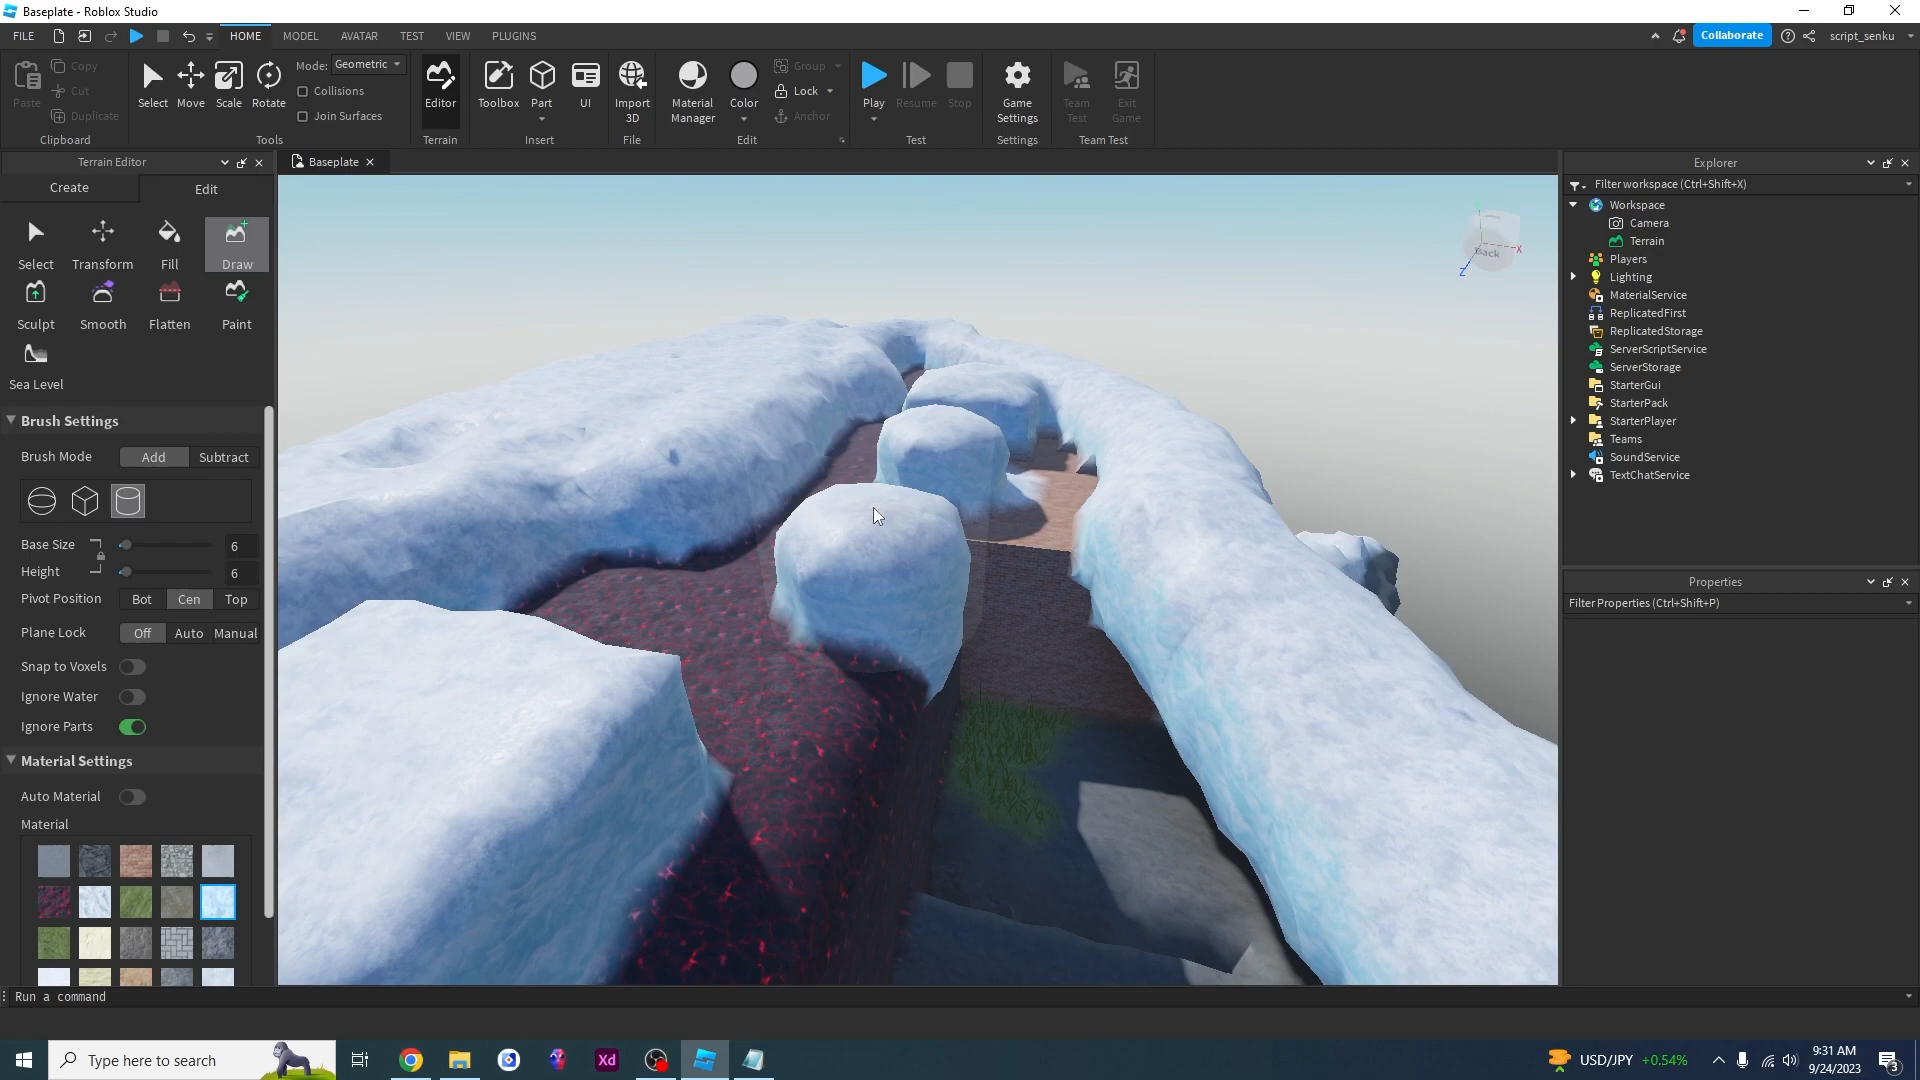 Baseplate - Roblox Studio
FILE HOME MODEL AVATAR TEST VIEW PLUGINS Collaborate script_senku
Paste Copy Cut Duplicate Clipboard
Select Move Scale Rotate Mode: Geometric Collisions Join Surfaces Tools
Editor Terrain
Toolbox Part UI Insert
Import 3D File
Material Manager Color Group Lock Anchor Edit
Play Resume Stop Test
Game Settings Settings
Team Test Exit Game Team Test
Terrain Editor
Create Edit
Select Transform Fill Draw
Sculpt Smooth Flatten Paint
Sea Level
Brush Settings
Brush Mode Add Subtract
Base Size 6
Height 6
Pivot Position Bot Cen Top
Plane Lock Off Auto Manual
Snap to Voxels
Ignore Water
Ignore Parts
Material Settings
Auto Material
Material
Baseplate
Back X Z
Explorer
Filter workspace (Ctrl+Shift+X)
Workspace
Camera
Terrain
Players
Lighting
MaterialService
ReplicatedFirst
ReplicatedStorage
ServerScriptService
ServerStorage
StarterGui
StarterPack
StarterPlayer
Teams
SoundService
TextChatService
Properties
Filter Properties (Ctrl+Shift+P)
Run a command
Type here to search
Xd
USD/JPY +0.54%
9:31 AM
9/24/2023
3